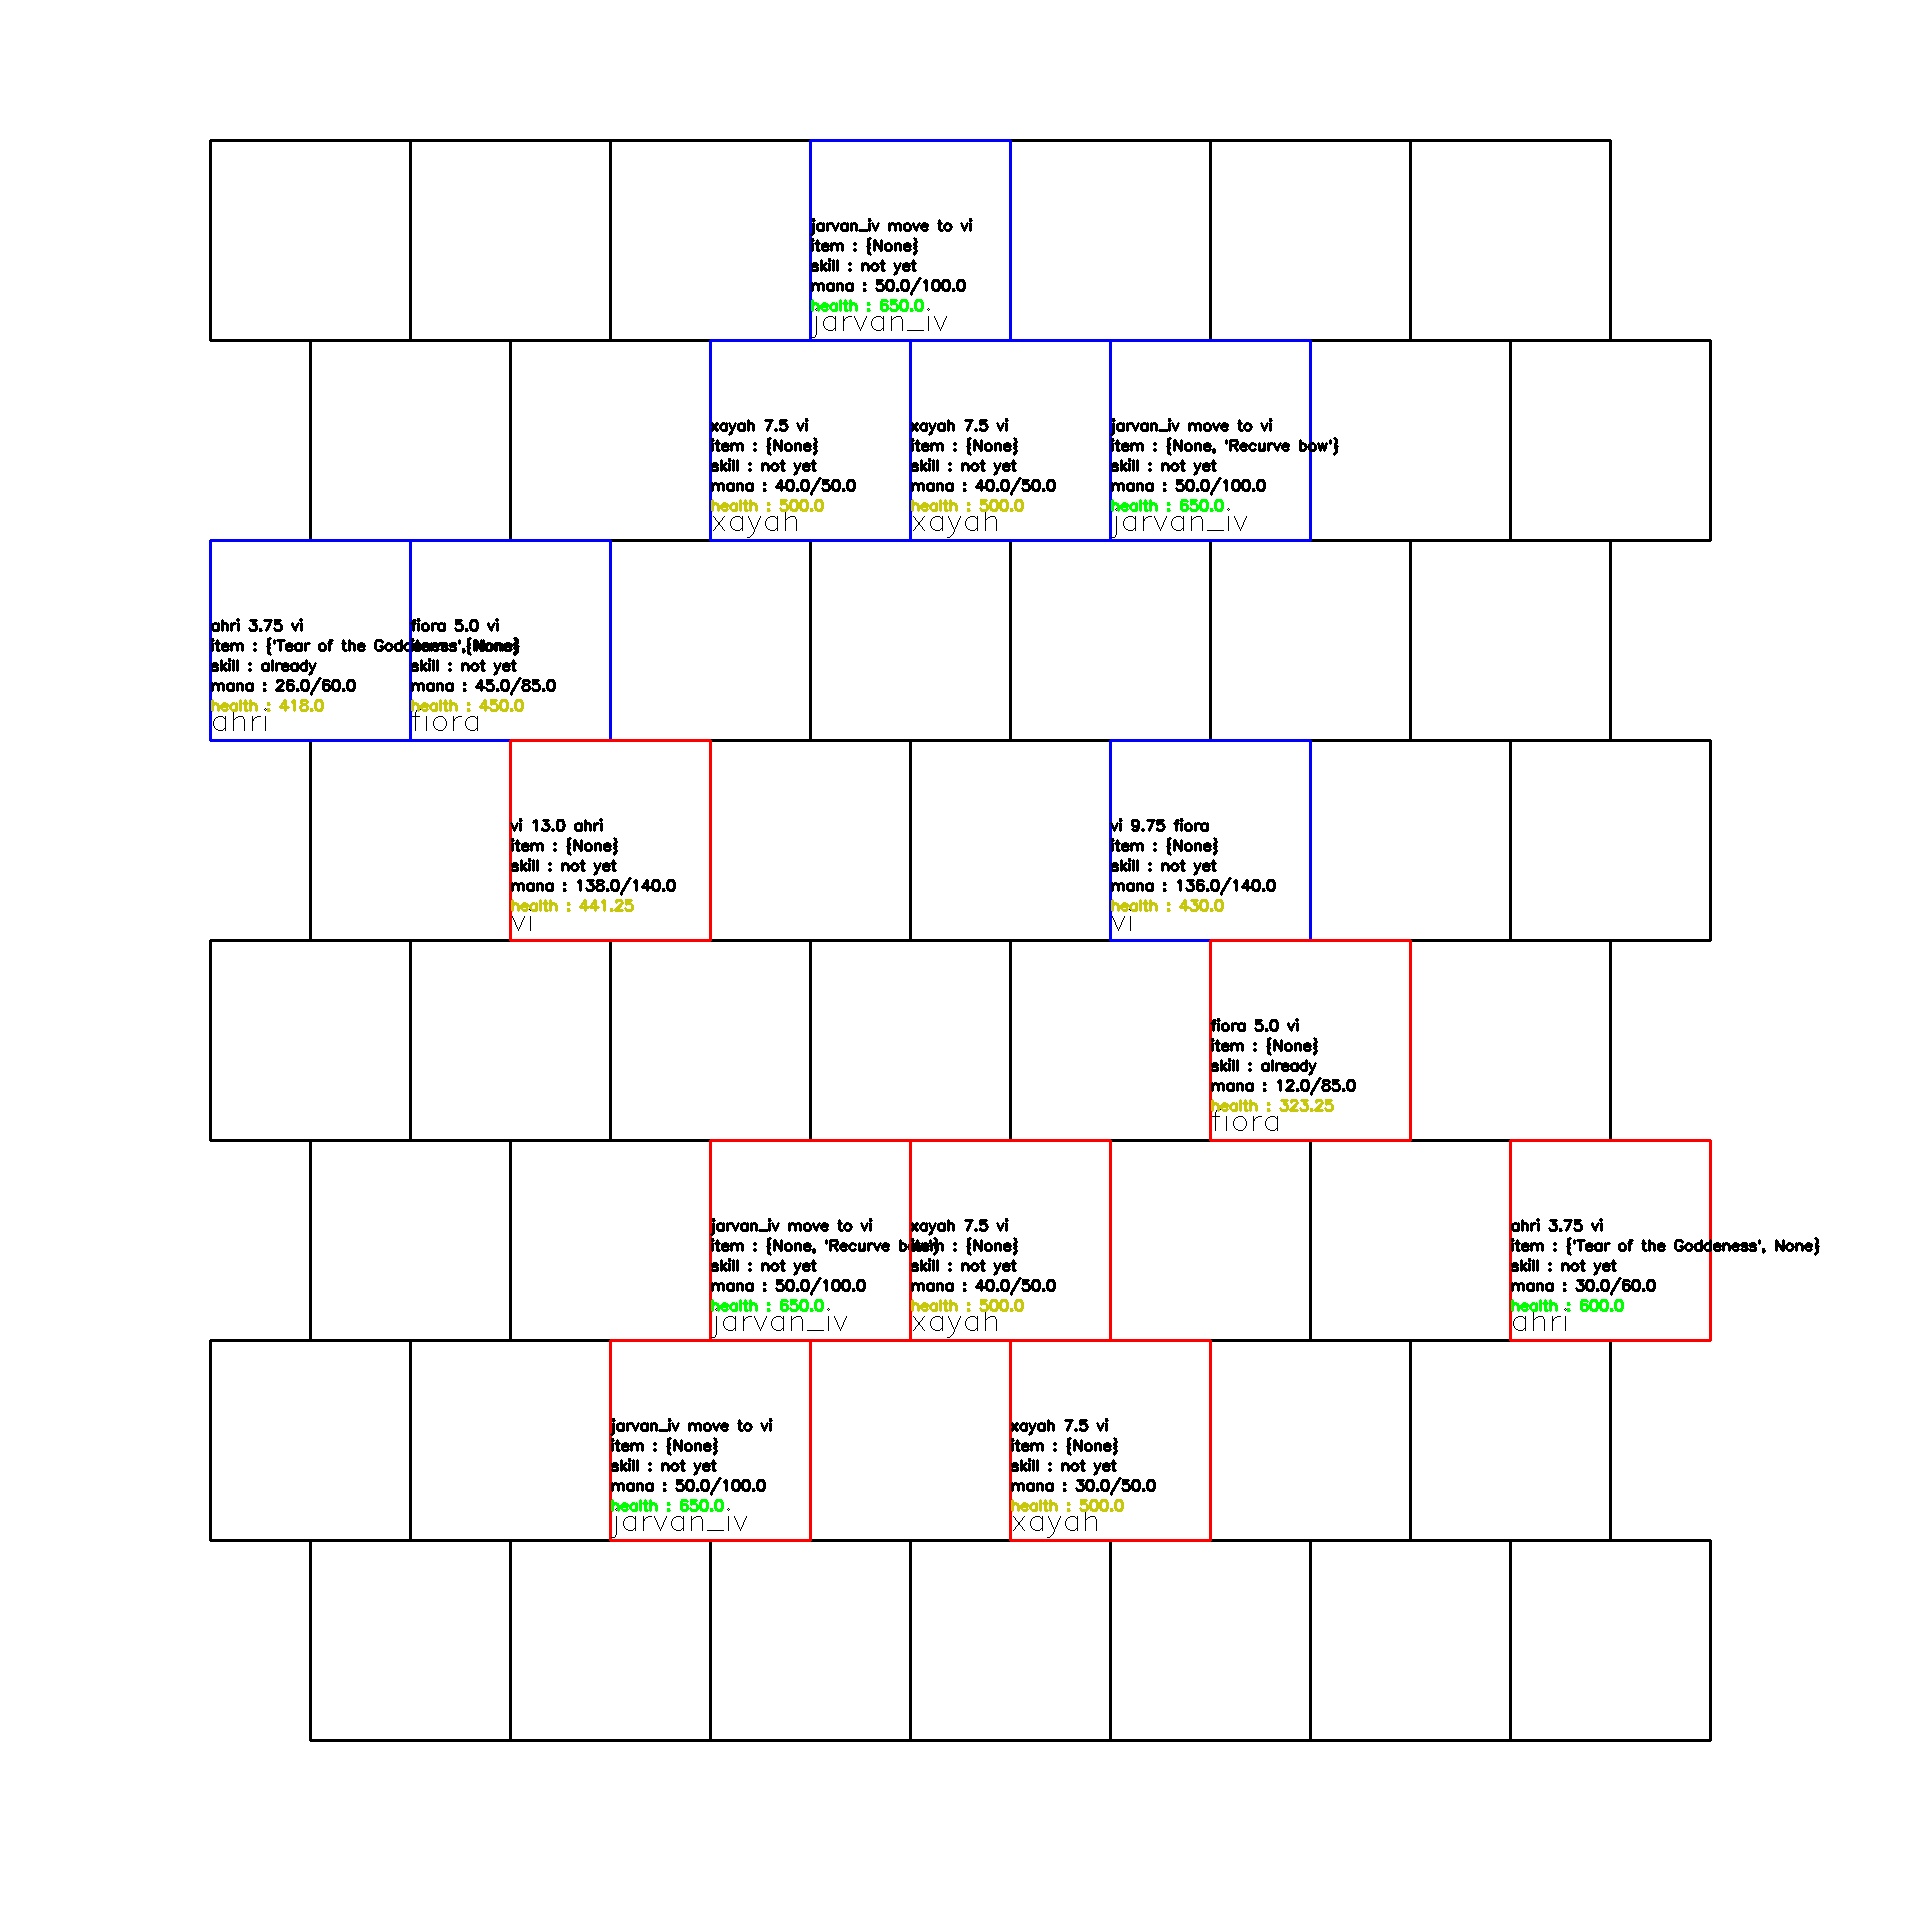 jarvan_iv move to vi
item : {None}
skill : not yet
mana : 50.0/100.0
health : 650.0
jarvan_iv
xayah 7.5 vi
item : {None}
skill : not yet
mana : 40.0/50.0
health : 500.0
xayah
xayah 7.5 vi
item : {None}
skill : not yet
mana : 40.0/50.0
health : 500.0
xayah
jarvan_iv move to vi
item : {None, 'Recurve bow'}
skill : not yet
mana : 50.0/100.0
health : 650.0
jarvan_iv
ahri 3.75 vi
item : {'Tear of the Goddeness', None}
skill : already
mana : 26.0/60.0
health : 418.0
ahri
fiora 5.0 vi
item : {None}
skill : not yet
mana : 45.0/85.0
health : 450.0
fiora
vi 13.0 ahri
item : {None}
skill : not yet
mana : 138.0/140.0
health : 441.25
vi
vi 9.75 fiora
item : {None}
skill : not yet
mana : 136.0/140.0
health : 430.0
vi
fiora 5.0 vi
item : {None}
skill : already
mana : 12.0/85.0
health : 323.25
fiora
jarvan_iv move to vi
item : {None, 'Recurve bow'}
skill : not yet
mana : 50.0/100.0
health : 650.0
jarvan_iv
xayah 7.5 vi
item : {None}
skill : not yet
mana : 40.0/50.0
health : 500.0
xayah
ahri 3.75 vi
item : {'Tear of the Goddeness', None}
skill : not yet
mana : 30.0/60.0
health : 600.0
ahri
jarvan_iv move to vi
item : {None}
skill : not yet
mana : 50.0/100.0
health : 650.0
jarvan_iv
xayah 7.5 vi
item : {None}
skill : not yet
mana : 30.0/50.0
health : 500.0
xayah